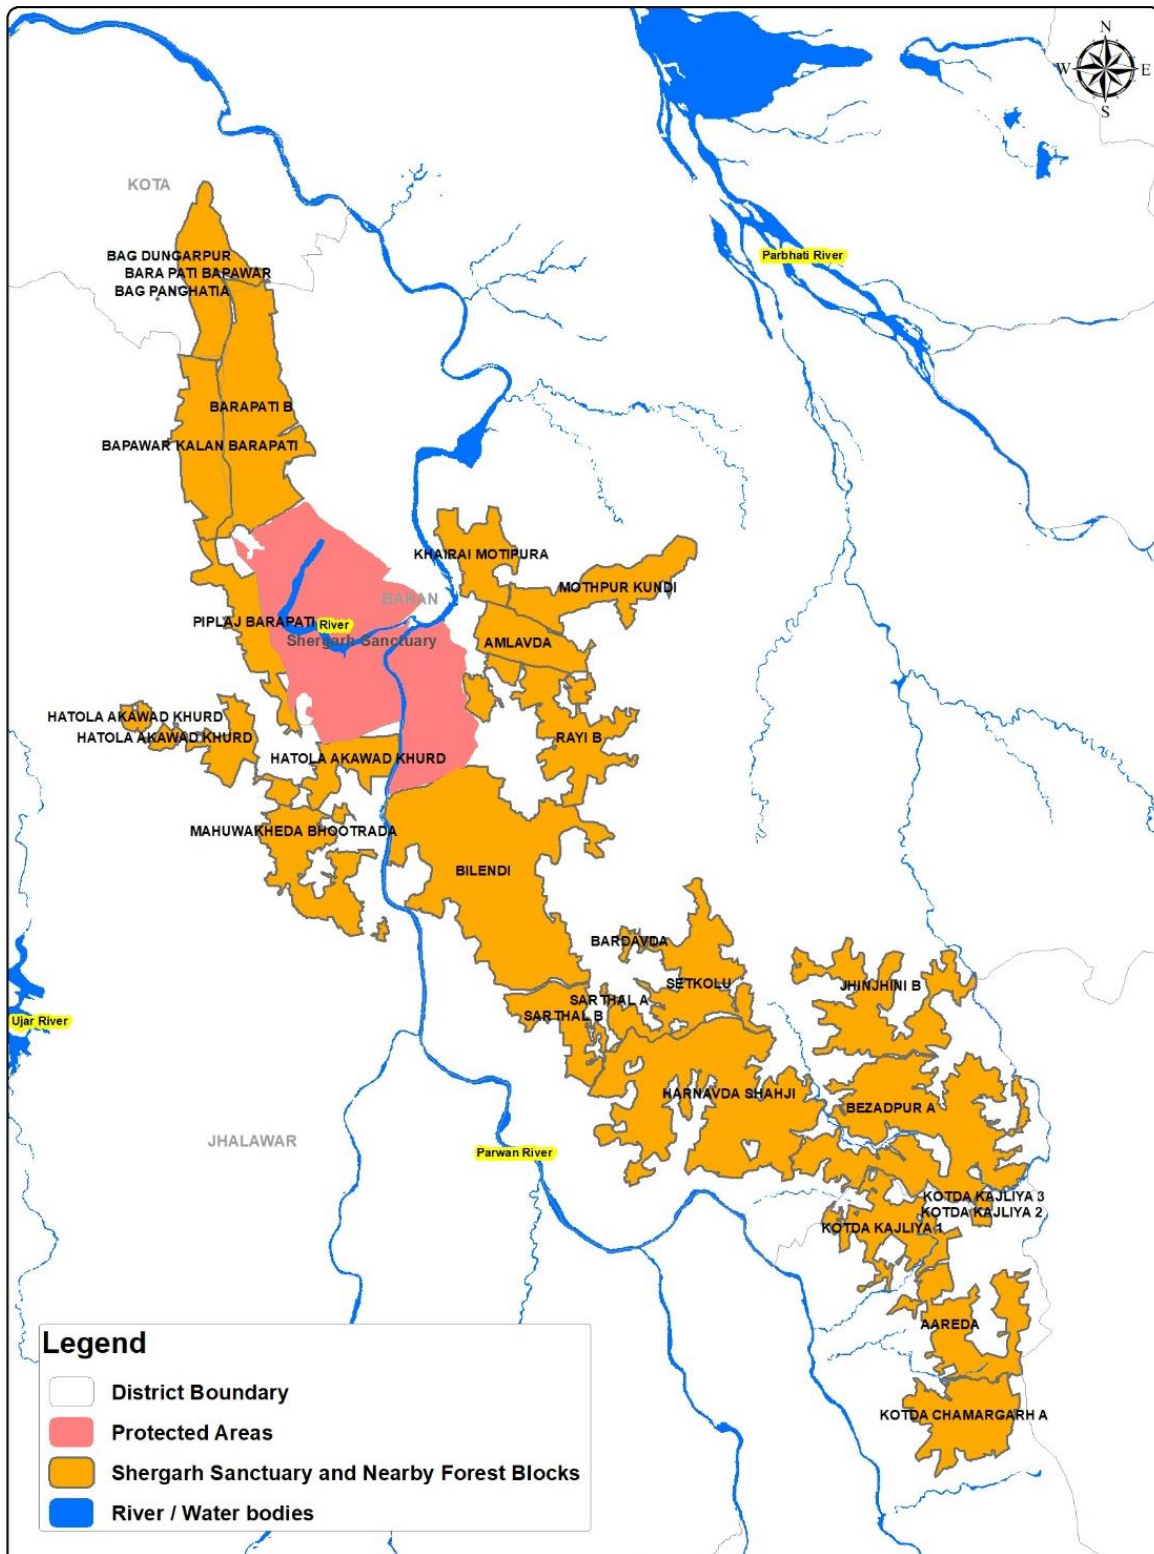 N
W E
S
KOTA
BAG DUNGARPUR
BARA PATI BAPAWAR
BAG PANGHATIA
Parbhati River
BARAPATI B
BAPAWAR KALAN BARAPATI
KHAIRAI MOTIPURA
MOTHPUR KUNDI
BARAN
PIPLAJ BARAPATI
River
Shergarh Sanctuary
AMLAVDA
HATOLA AKAWAD KHURD
HATOLA AKAWAD KHURD
RAYI B
HATOLA AKAWAD KHURD
MAHUWAKHEDA BHOOTRADA
BILENDI
BARDAVDA
SETKOLU
JHINJHINI B
SARTHAL A
SARTHAL B
Ujar River
HARNAVDA SHAHJI
BEZADPUR A
JHALAWAR
Parwan River
KOTDA KAJLIYA 3
KOTDA KAJLIYA 2
KOTDA KAJLIYA 1
AAREDA
KOTDA CHAMARGARH A
Legend
District Boundary
Protected Areas
Shergarh Sanctuary and Nearby Forest Blocks
River / Water bodies